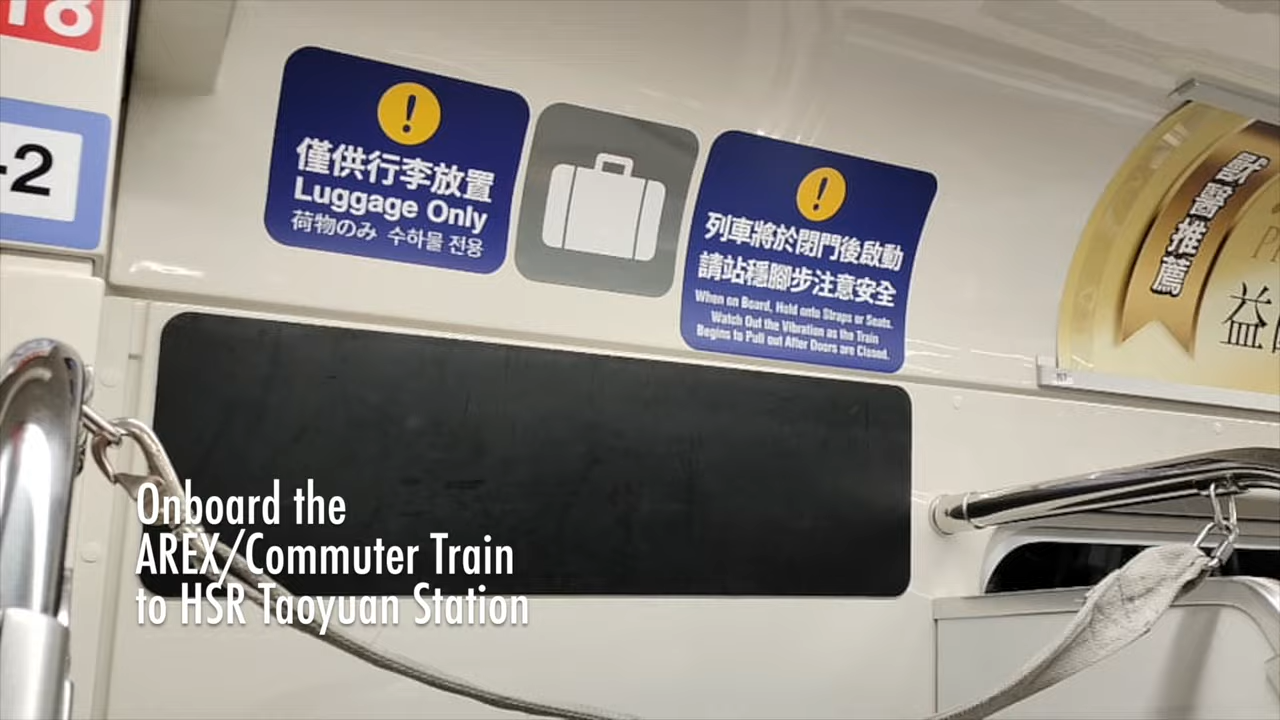 18
-2
僅供行李放置
Luggage Only
荷物のみ 수하물 전용
列車將於閉門後啟動
請站穩腳步注意安全
When on Board, Hold onto Straps or Seats.
Watch Out the Vibration as the Train
Begins to Pull out After Doors are Closed.
獸醫推薦
益
Onboard the
AREX/Commuter Train
to HSR Taoyuan Station